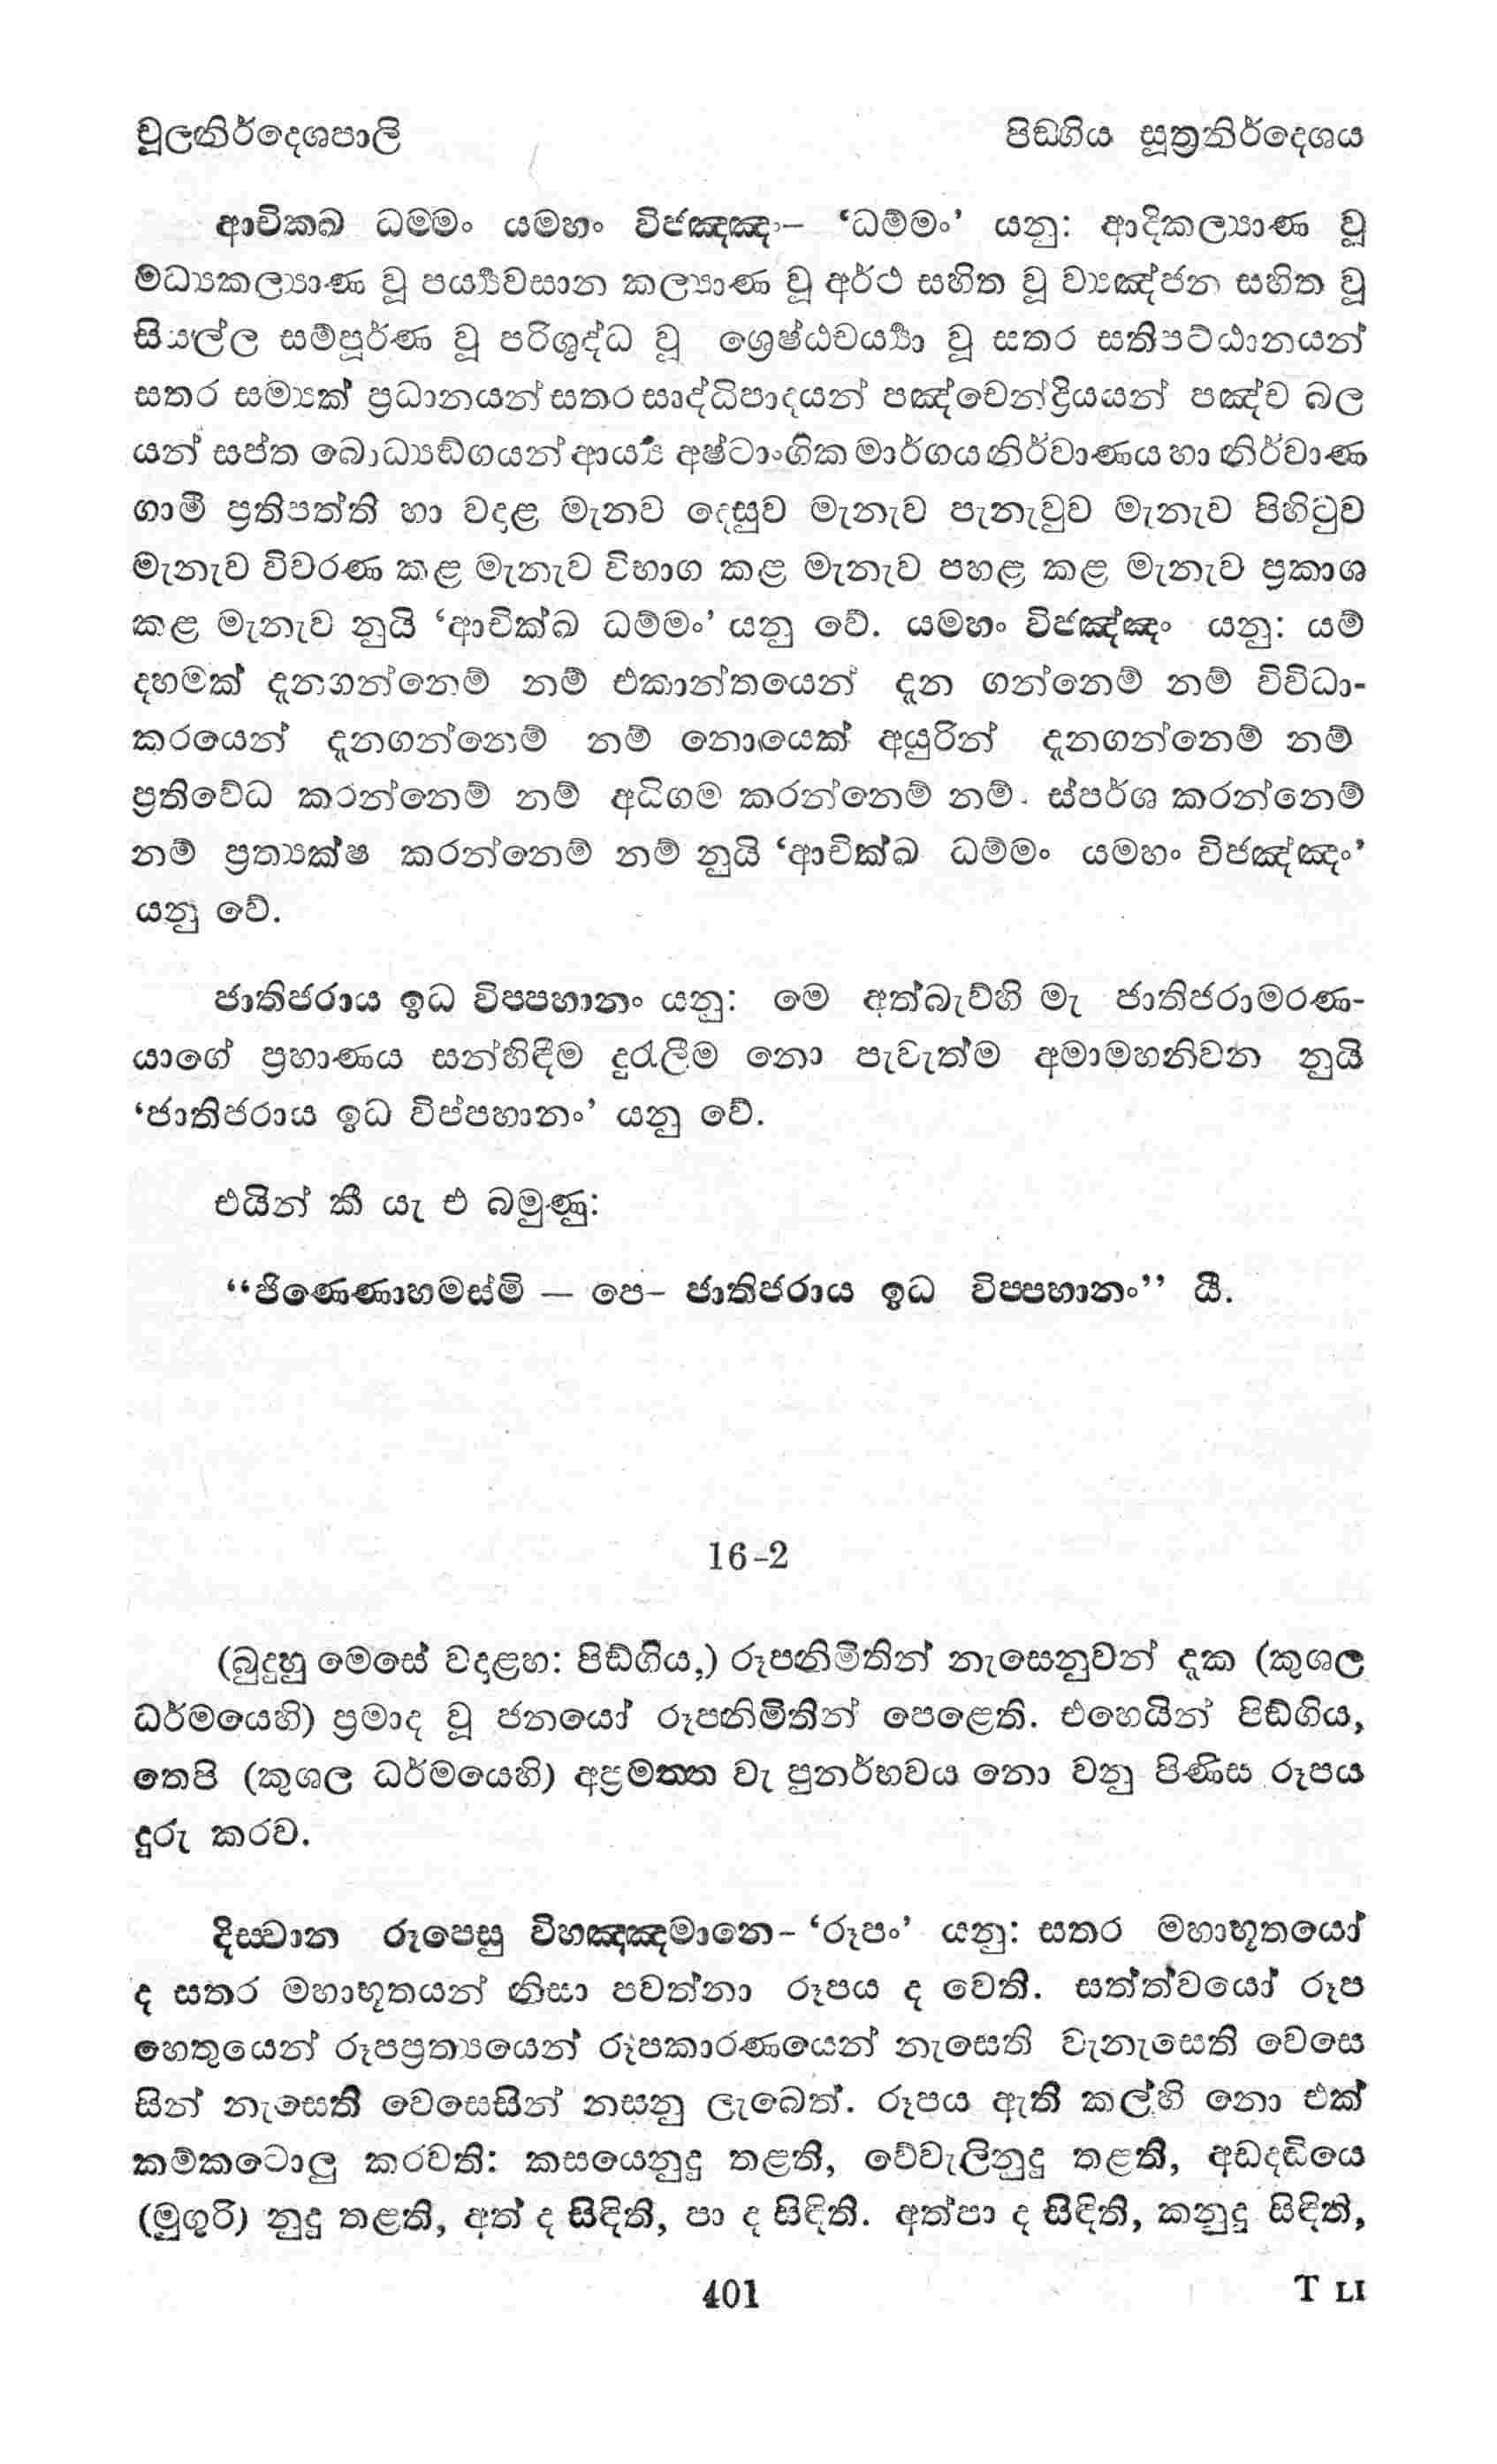 චූලනිර්දෙශපාලි
පිඞ්ගිය සූත්‍රනිර්දෙශය
ආචික්ඛ ධම්මං යමහං විජඤ්ඤං– ‘ධම්මං’ යනු: ආදිකල්‍යාණ වූ
මධ්‍යකල්‍යාණ වූ පර්‍ය්‍යවසාන කල්‍යාණ වූ අර්ථ සහිත වූ ව්‍යඤ්ජන සහිත වූ
සියල්ල සම්පූර්ණ වූ පරිශුද්ධ වූ ශ්‍රෙෂ්ඨචර්‍ය්‍යා වූ සතර සතිපට්ඨානයන්
සතර සම්‍යක් ප්‍රධානයන් සතර සෘද්ධිපාදයන් පඤ්චෙන්ද්‍රියයන් පඤ්ච බල
යන් සප්ත බොධ්‍යඞ්ගයන් ආර්‍ය්‍ය අෂ්ටාංගික මාර්ගය නිර්වාණය හා නිර්වාණ
ගාමී ප්‍රතිපත්ති හා වදාළ මැනව දෙසුව මැනැව පැනැවුව මැනැව පිහිටුව
මැනැව විවරණ කළ මැනැව විභාග කළ මැනැව පහළ කළ මැනැව ප්‍රකාශ
කළ මැනැව නුයි ‘ආචික්ඛ ධම්මං’ යනු වේ. යමහං විජඤ්ඤං යනු: යම්
දහමක් දැනගන්නෙම් නම් එකාන්තයෙන් දැන ගන්නෙම් නම් විවිධා-
කරයෙන් දැනගන්නෙම් නම් නොයෙක් අයුරින් දැනගන්නෙම් නම්
ප්‍රතිවේධ කරන්නෙම් නම් අධිගම කරන්නෙම් නම් ස්පර්ශ කරන්නෙම්
නම් ප්‍රත්‍යක්ෂ කරන්නෙම් නම් නුයි ‘ආචික්ඛ ධම්මං යමහං විජඤ්ඤං’
යනු වේ.
ජාතිජරාය ඉධ විප්පහානං යනු: මෙ අත්බැව්හි මැ ජාතිජරාමරණ-
යාගේ ප්‍රහාණය සන්හිඳීම දුරැලීම නො පැවැත්ම අමාමහනිවන නුයි
‘ජාතිජරාය ඉධ විප්පහානං’ යනු වේ.
එයින් කී යැ එ බමුණු:
“ජිණ්ණොහමස්මි – පෙ– ජාතිජරාය ඉධ විප්පහානං” යී.
16-2
(බුදුහු මෙසේ වදාළහ: පිඞ්ගිය,) රූපනිමිතින් නැසෙනුවන් දැක (කුශල
ධර්මයෙහි) ප්‍රමාද වූ ජනයෝ රූපනිමිතින් පෙළෙති. එහෙයින් පිඞ්ගිය,
තෙපි (කුශල ධර්මයෙහි) අප්‍රමත්ත වැ පුනර්භවය නො වනු පිණිස රූපය
දුරු කරව.
දිස්වාන රූපෙසු විහඤ්ඤමානෙ– ‘රූපං’ යනු: සතර මහාභූතයෝ
ද සතර මහාභූතයන් නිසා පවත්නා රූපය ද වෙති. සත්ත්වයෝ රූප
හෙතුයෙන් රූපප්‍රත්‍යයෙන් රූපකාරණයෙන් නැසෙති වැනැසෙති වෙසෙ
සින් නැසෙති වෙසෙසින් නසනු ලැබෙත්. රූපය ඇති කල්හි නො එක්
කම්කටොලු කරවති: කසයෙනුදු තළති, වේවැලිනුදු තළති, අඩදඬියෙ
(මුගුරි) නුදු තළති, අත් ද සිඳිති, පා ද සිඳිති. අත්පා ද සිඳිති, කනුදු සිඳිති,
401
T LI